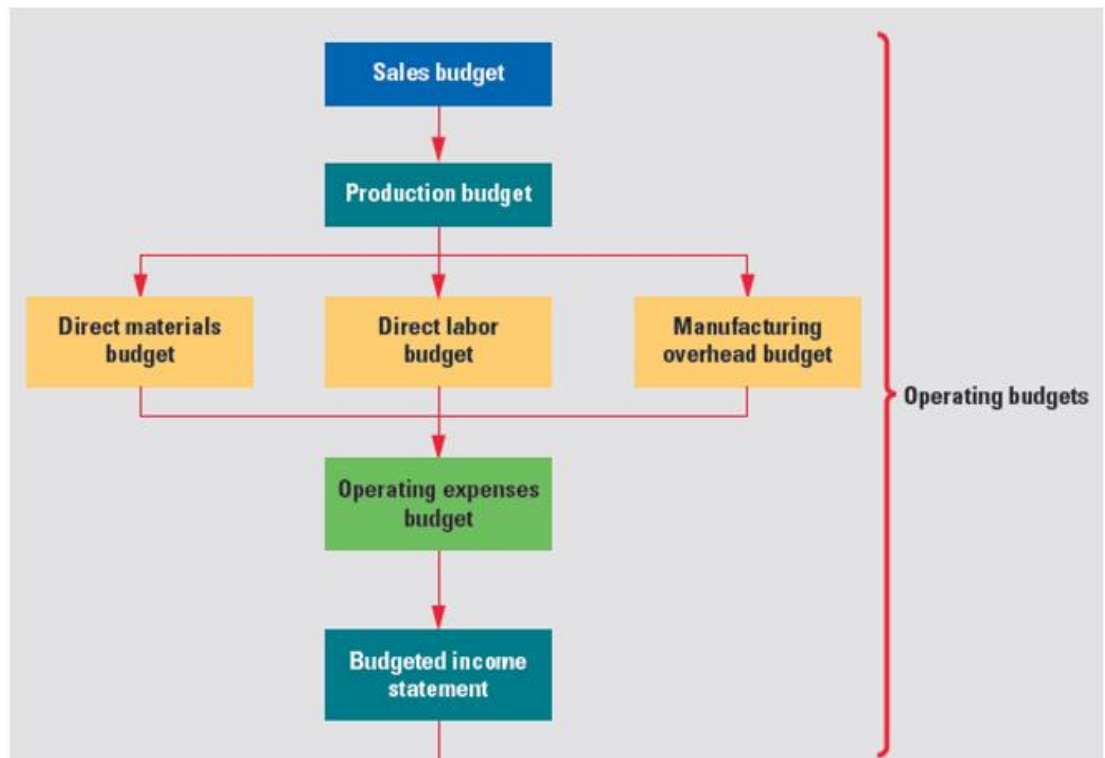 Sales budget
Production budget
Direct materials
budget
Direct labor
budget
Manufacturing
overhead budget
Operating budgets
Operating expenses
budget
Budgeted income
statement